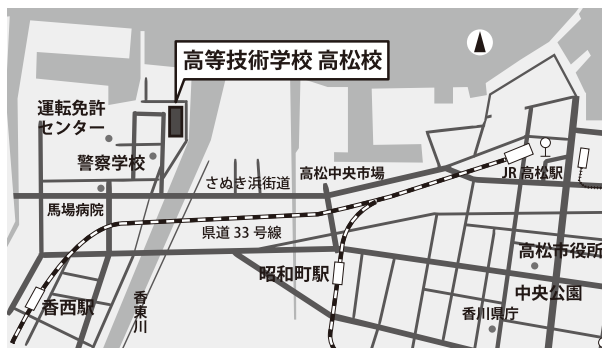 高等技術学校 高松校
運転免許
センター
警察学校
さぬき浜街道
高松中央市場
JR 高松駅
馬場病院
県道 33 号線
高松市役所
昭和町駅
中央公園
香西駅
香東川
香川県庁